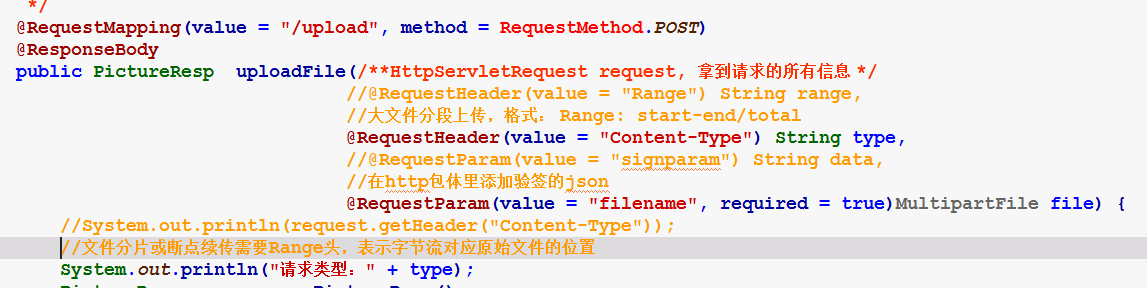 */
@RequestMapping(value = "/upload", method = RequestMethod.POST)
@ResponseBody
public PictureResp  uploadFile(/**HttpServletRequest request, 拿到请求的所有信息 */
//@RequestHeader(value = "Range") String range,
//大文件分段上传，格式： Range: start-end/total
@RequestHeader(value = "Content-Type") String type,
//@RequestParam(value = "signparam") String data,
//在http包体里添加验签的json
@RequestParam(value = "filename", required = true)MultipartFile file) {
//System.out.println(request.getHeader("Content-Type"));
//文件分片或断点续传需要Range头，表示字节流对应原始文件的位置
System.out.println("请求类型：" + type);